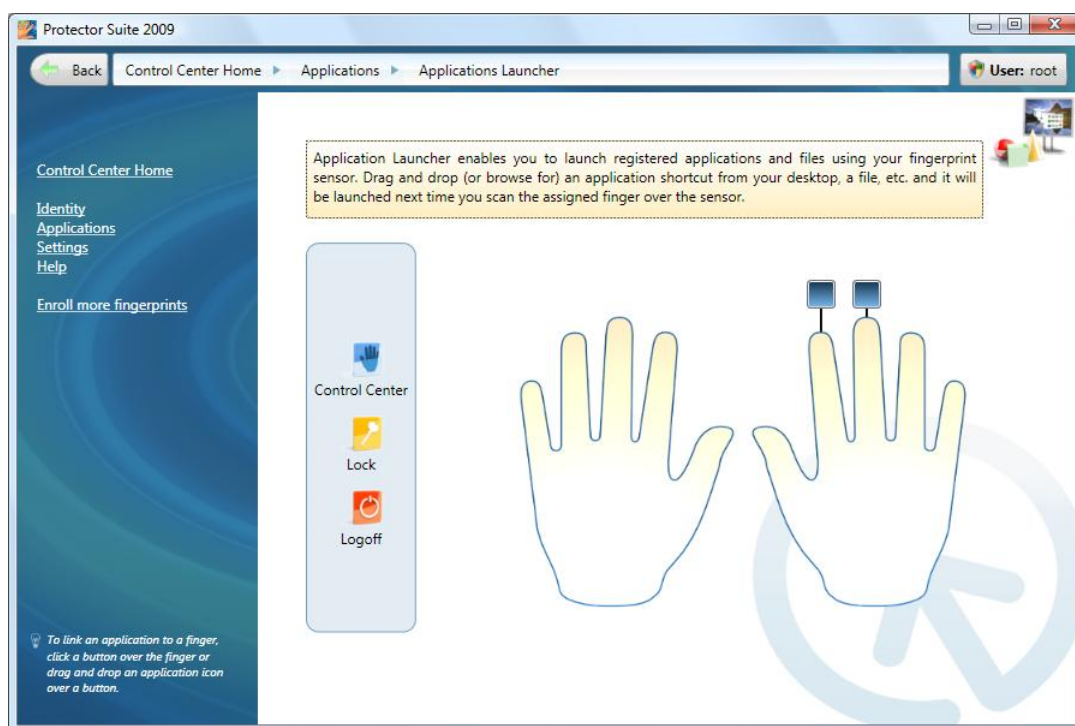 Protector Suite 2009
Back
Control Center Home
Applications
Applications Launcher
User: root
Control Center Home
Identity
Applications
Settings
Help
Enroll more fingerprints
To link an application to a finger,
click a button over the finger or
drag and drop an application icon
over a button.
Application Launcher enables you to launch registered applications and files using your fingerprint
sensor. Drag and drop (or browse for) an application shortcut from your desktop, a file, etc. and it will
be launched next time you scan the assigned finger over the sensor.
Control Center
Lock
Logoff